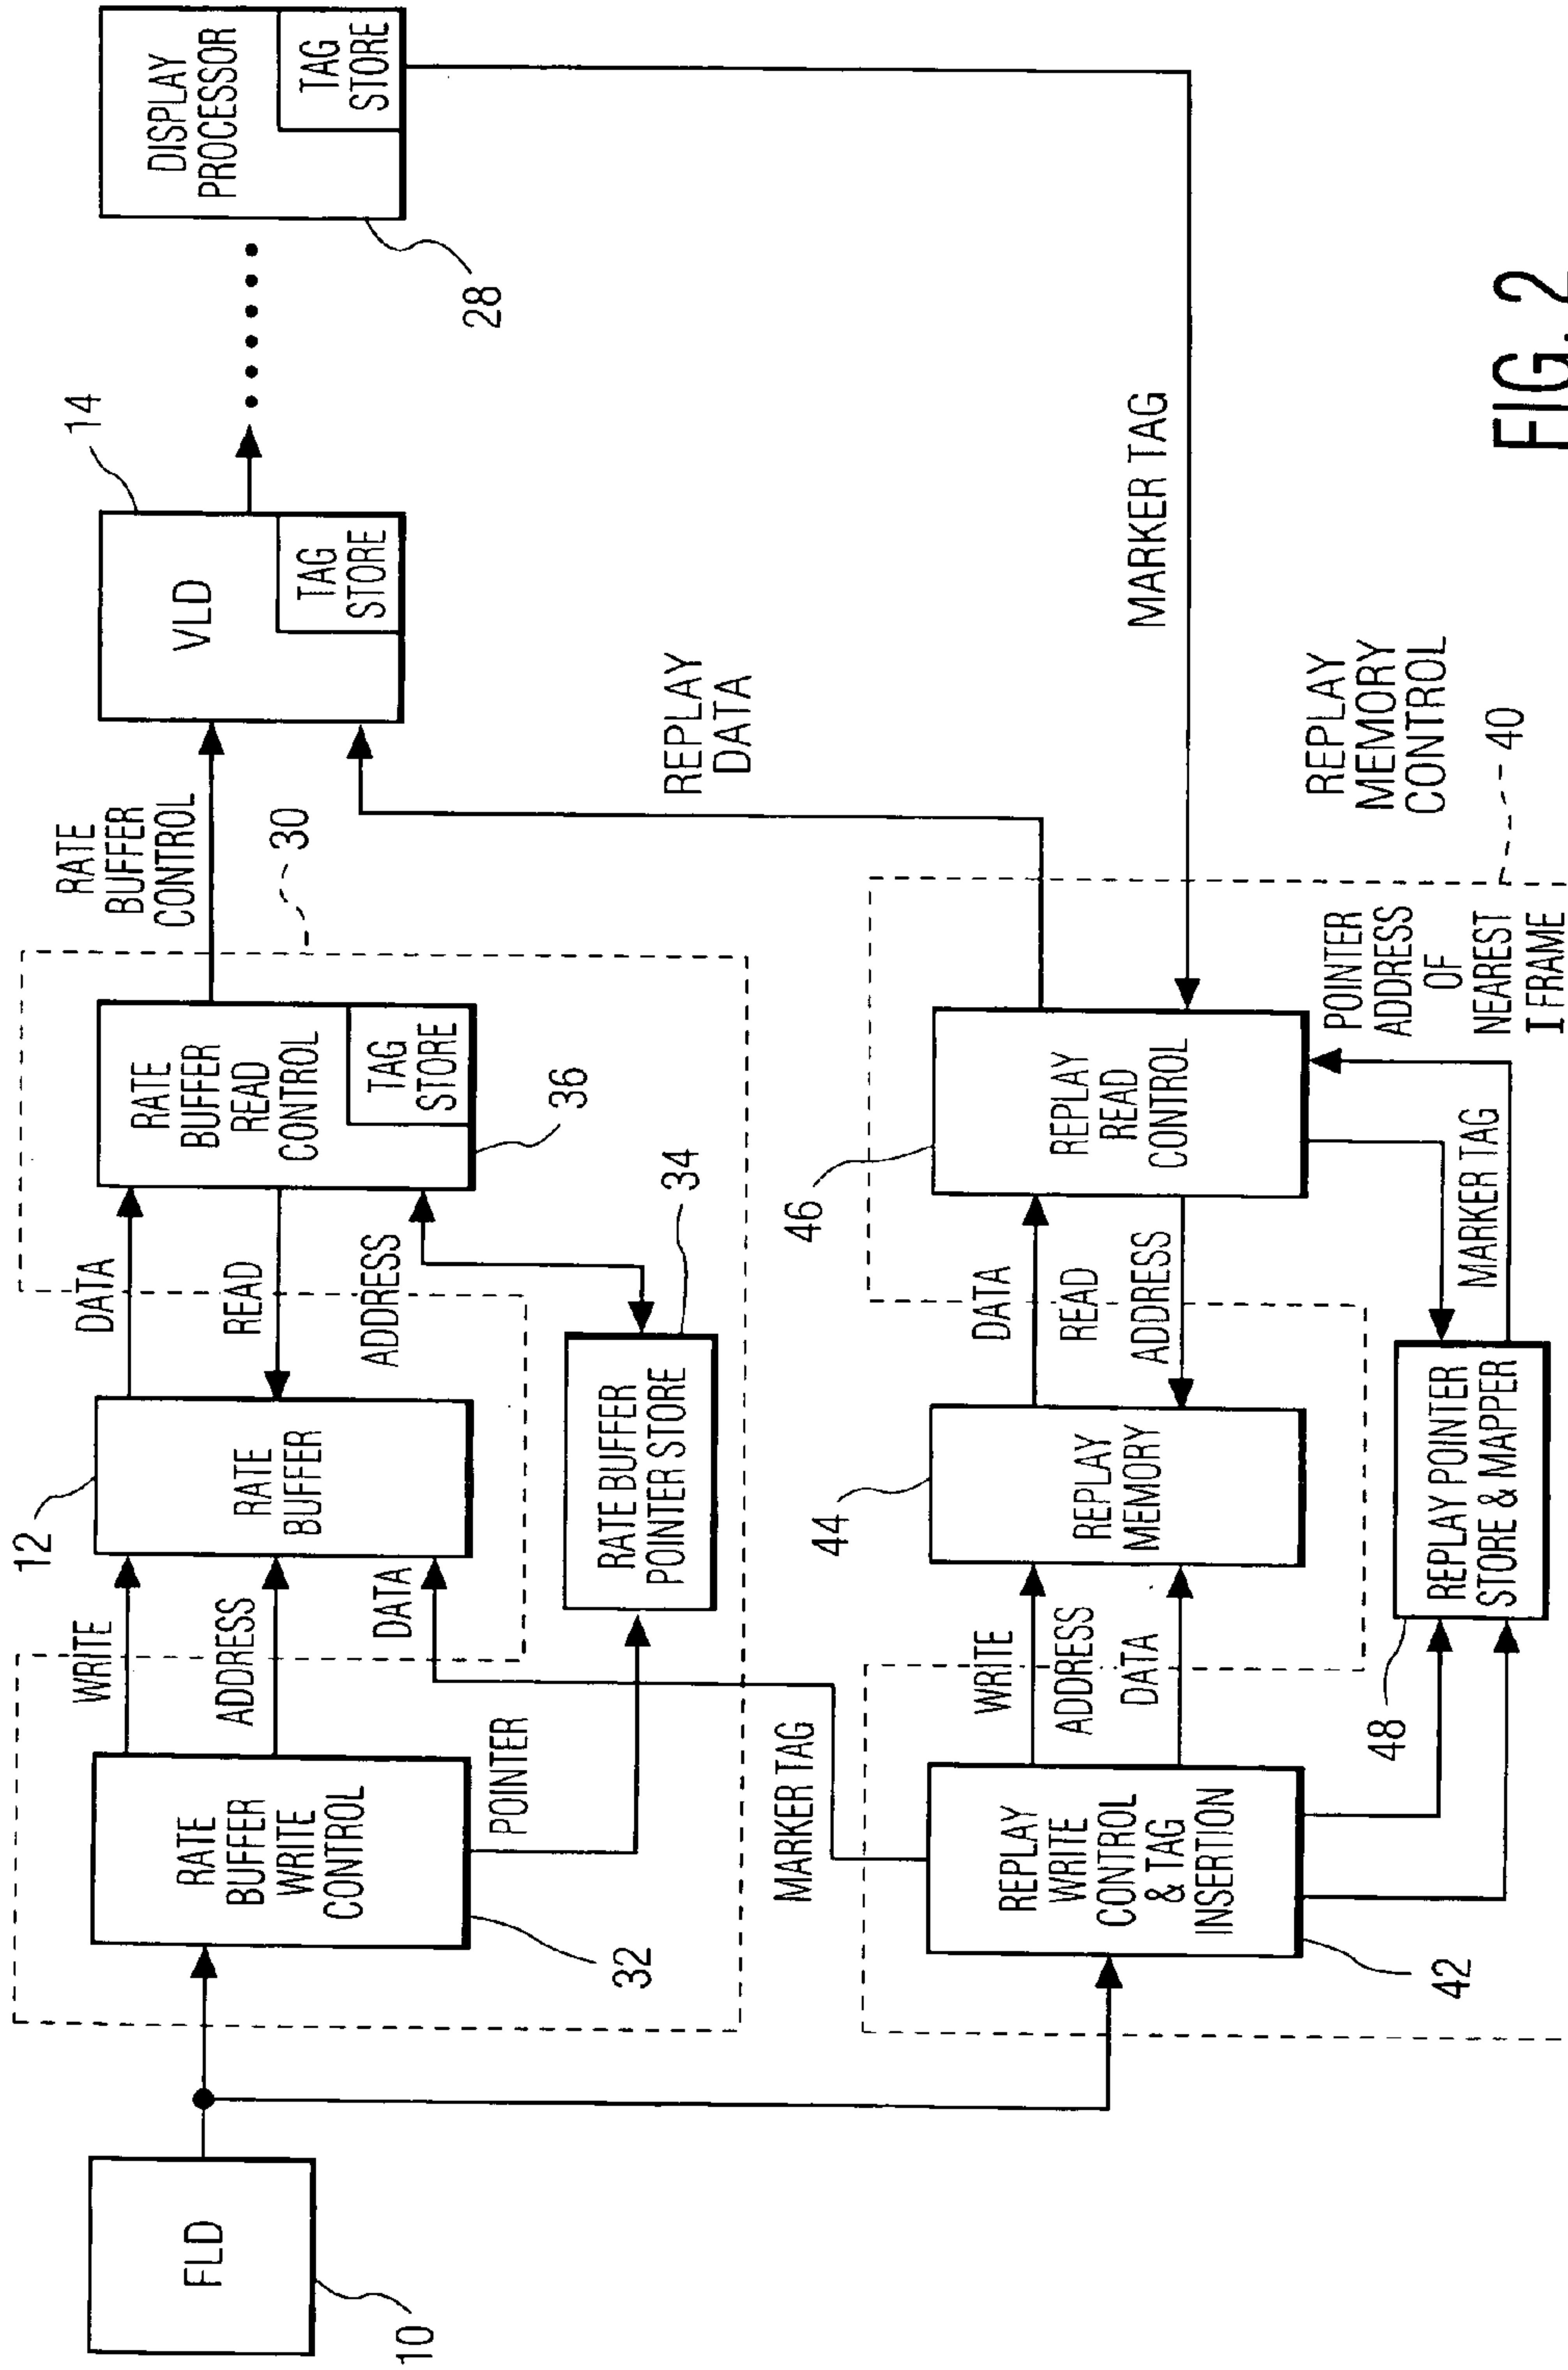 FLD
10
RATE
BUFFER
WRITE
CONTROL
32
WRITE
ADDRESS
DATA
POINTER
12
RATE
BUFFER
RATE BUFFER
POINTER STORE
34
DATA
READ
ADDRESS
RATE
BUFFER
READ
CONTROL
TAG
STORE
36
30
RATE
BUFFER
CONTROL
14
VLD
TAG
STORE
DISPLAY
PROCESSOR
TAG
STORE
28
REPLAY
DATA
MARKER TAG
MARKER TAG
REPLAY
WRITE
CONTROL
& TAG
INSERTION
42
WRITE
ADDRESS
DATA
44
REPLAY
MEMORY
DATA
READ
ADDRESS
46
REPLAY
READ
CONTROL
48
REPLAY POINTER
STORE & MAPPER
MARKER TAG
POINTER
ADDRESS
OF
NEAREST
I FRAME
REPLAY
MEMORY
CONTROL
40
FIG. 2